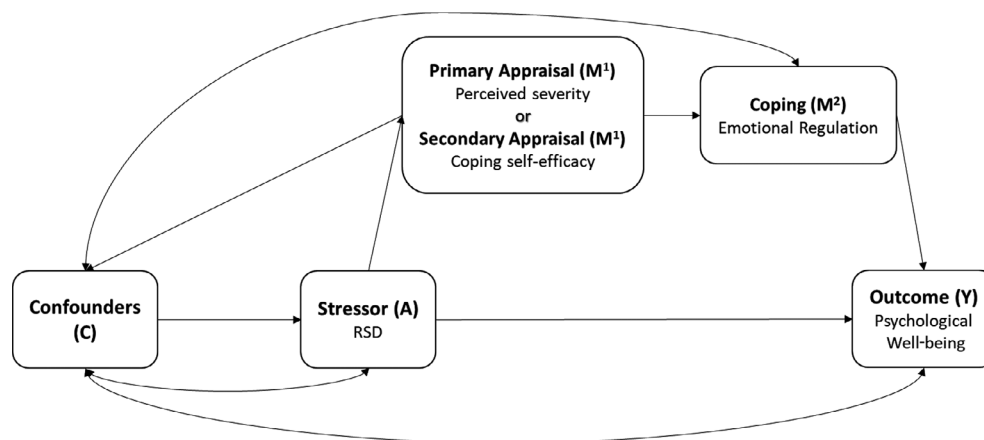 Primary Appraisal (M¹)
Perceived severity
or
Secondary Appraisal (M¹)
Coping self-efficacy
Coping (M²)
Emotional Regulation
Confounders
(C)
Stressor (A)
RSD
Outcome (Y)
Psychological
Well-being